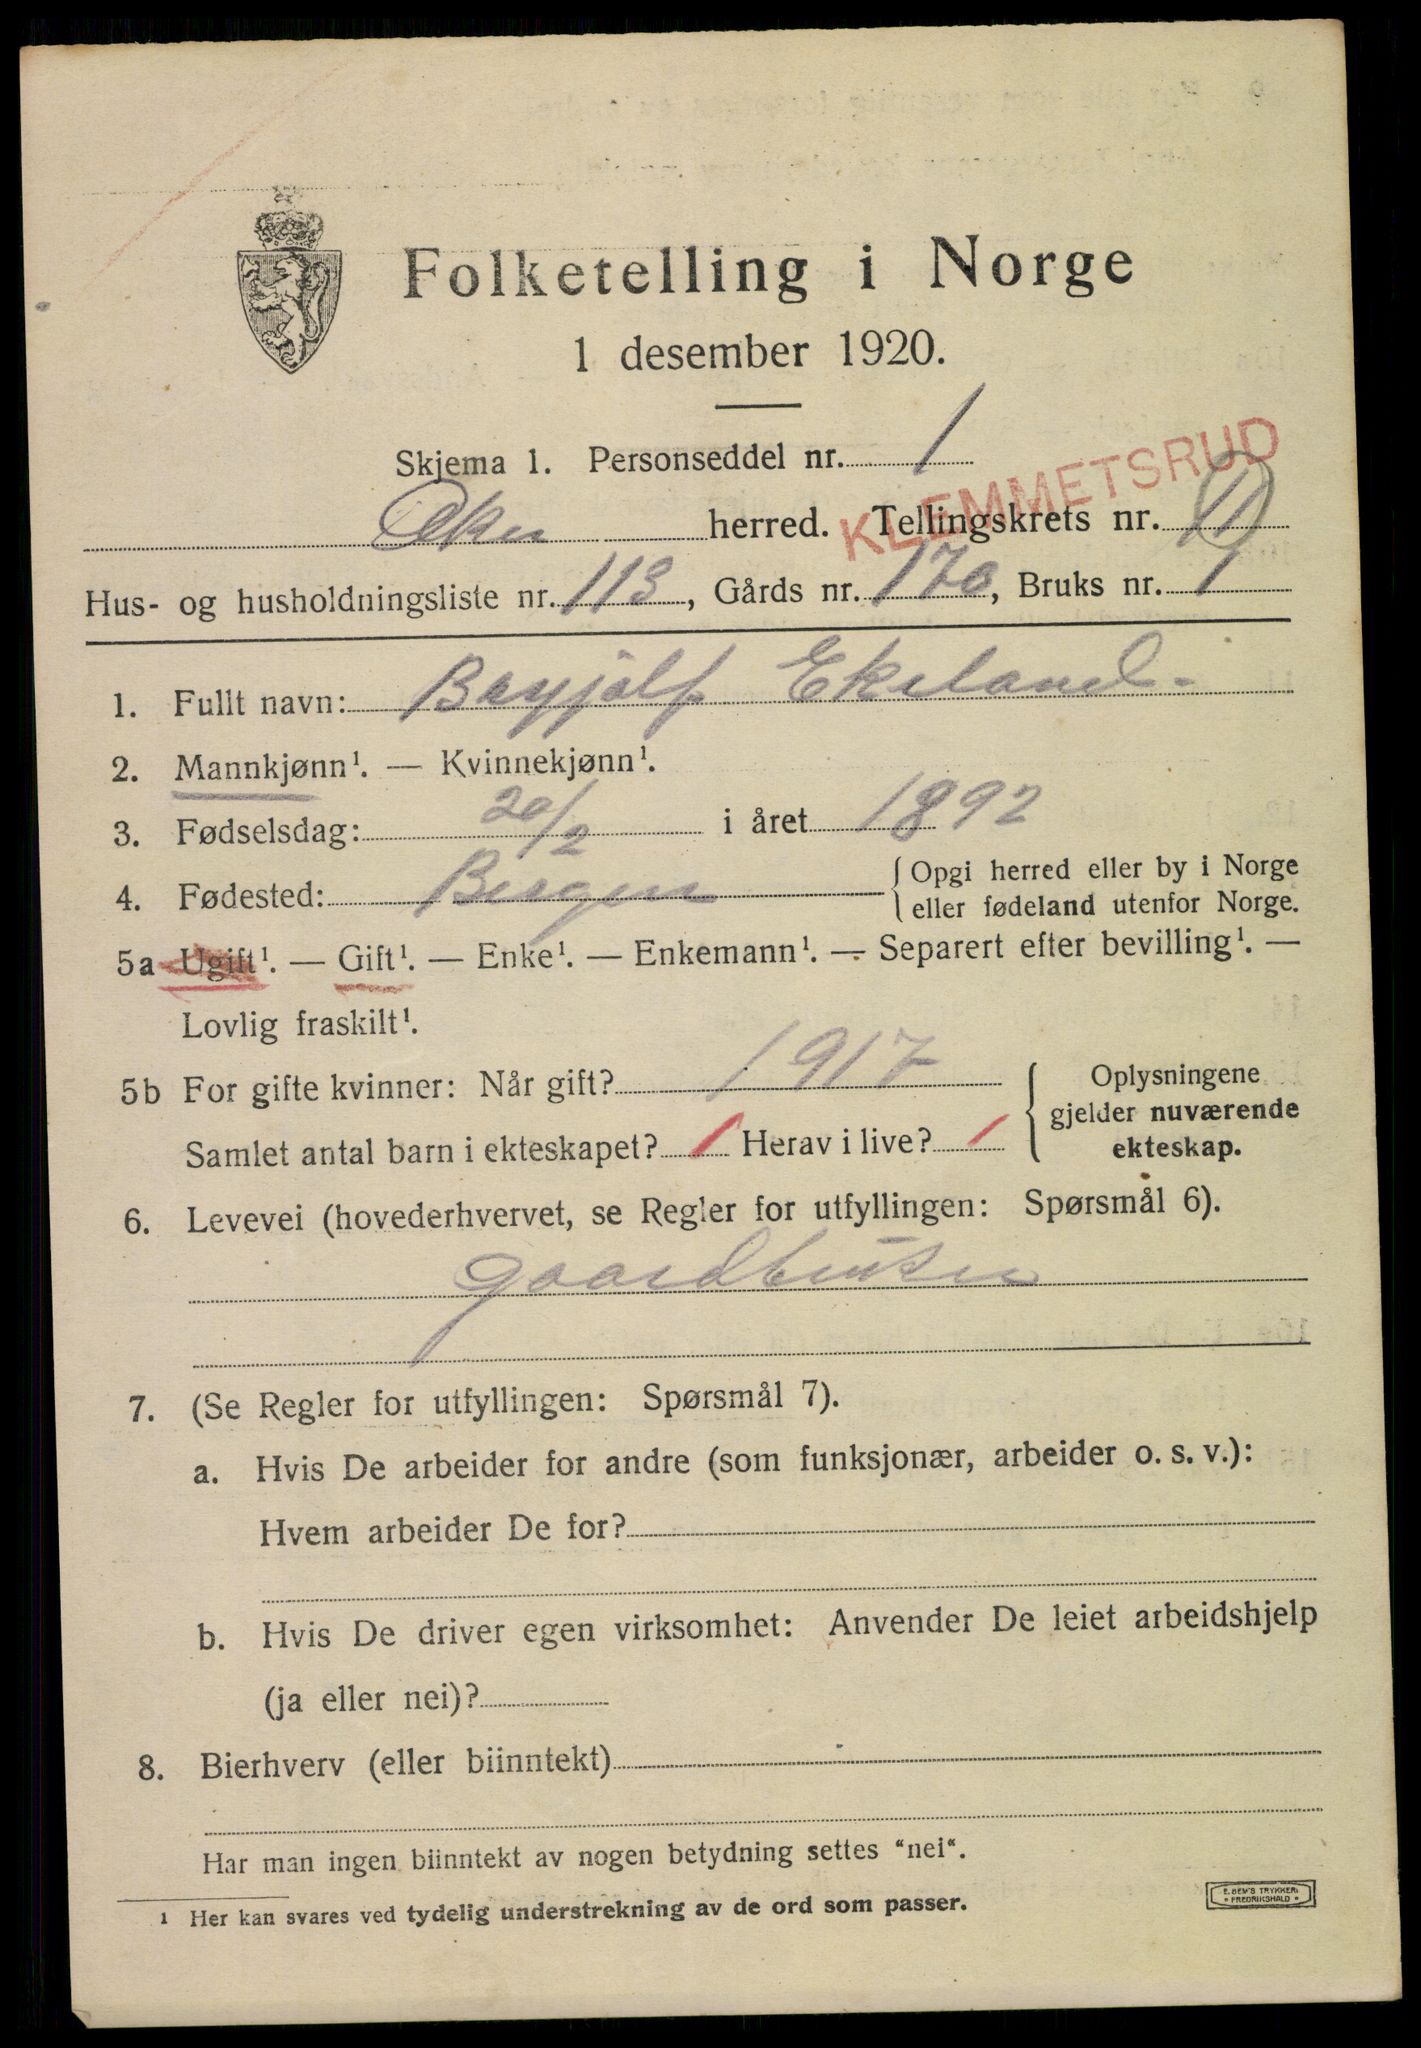 Folketelling i Norge
1 desember 1920.
Skjema 1. Personseddel nr. 1
KLEMMETSRUD
Aker herred. Tellingskrets nr. 11
Hus- og husholdningsliste nr. 113, Gårds nr. 170, Bruks nr. 1
1. Fullt navn: Ekeland
2. Mannkjønn¹. — Kvinnekjønn¹.
3. Fødselsdag: 20/2 i året 1892
4. Fødested: Bergen { Opgi herred eller by i Norge
eller fødeland utenfor Norge.
5a Ugift¹. — Gift¹. — Enke¹. — Enkemann¹. — Separert efter bevilling¹. —
Lovlig fraskilt¹.
5b For gifte kvinner: Når gift? 1917 { Oplysningene
gjelder nuværende
Samlet antal barn i ekteskapet? / Herav i live? / ekteskap.
6. Levevei (hovederhvervet, se Regler for utfyllingen: Spørsmål 6).
7. (Se Regler for utfyllingen: Spørsmål 7).
a. Hvis De arbeider for andre (som funksjonær, arbeider o. s. v.):
Hvem arbeider De for?
b. Hvis De driver egen virksomhet: Anvender De leiet arbeidshjelp
(ja eller nei)?
8. Bierhverv (eller biinntekt)
Har man ingen biinntekt av nogen betydning settes "nei".
¹ Her kan svares ved tydelig understrekning av de ord som passer.
E. SEM'S TRYKKERI
• FREDRIKSHALD •